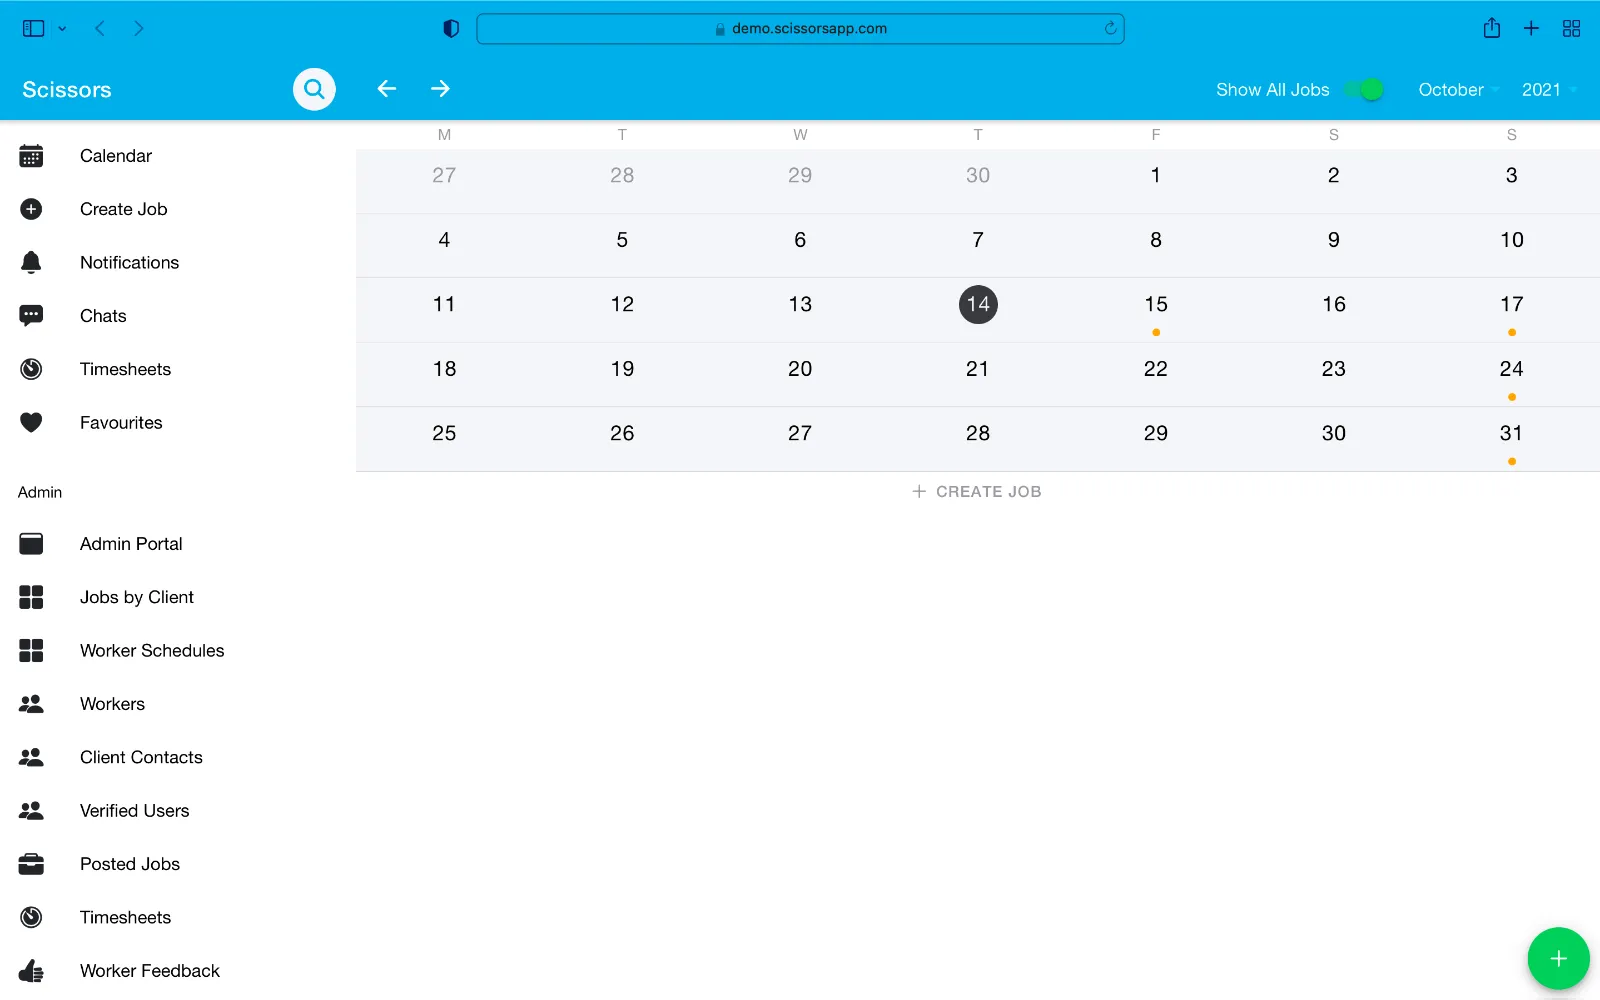 demo.scissorsapp.com
Scissors
Show All Jobs
October
2021
Calendar
Create Job
Notifications
Chats
Timesheets
Favourites
Admin
Admin Portal
Jobs by Client
Worker Schedules
Workers
Client Contacts
Verified Users
Posted Jobs
Timesheets
Worker Feedback
M T W T F S S
27 28 29 30 1 2 3
4 5 6 7 8 9 10
11 12 13 14 15 16 17
18 19 20 21 22 23 24
25 26 27 28 29 30 31
+ CREATE JOB